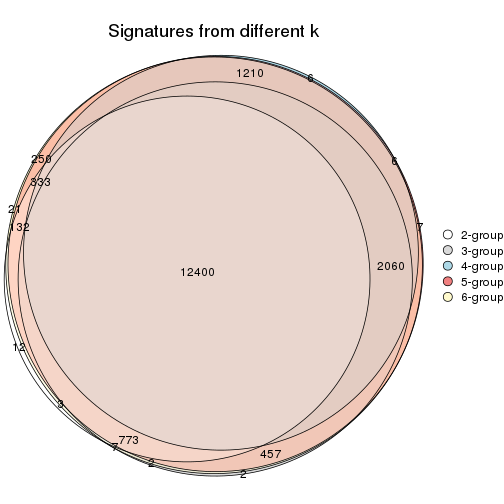 Signatures from different k
1210
6
250
6
333
21
132
7
2-group
3-group
2060
4-group
12400
5-group
6-group
12
3
773
7
457
2
2